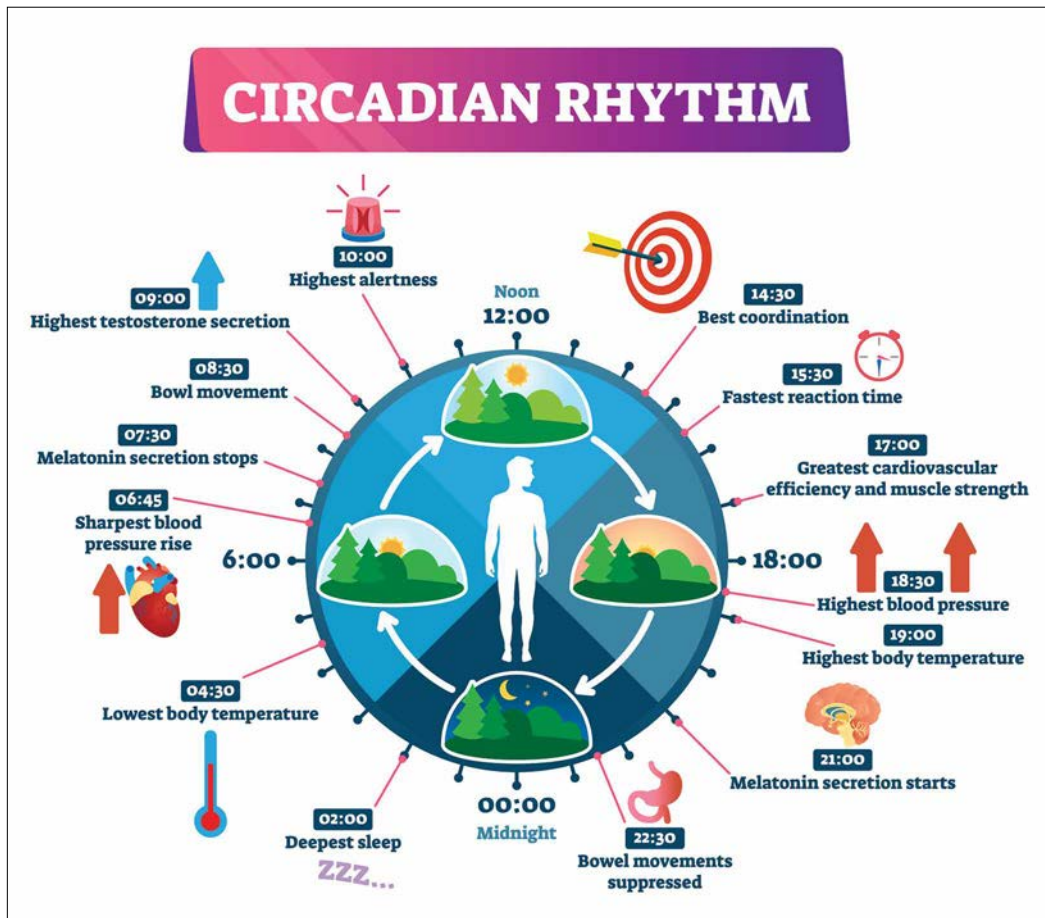 CIRCADIAN RHYTHM
10:00
Highest alertness
09:00
Highest testosterone secretion
08:30
Bowl movement
07:30
Melatonin secretion stops
06:45
Sharpest blood
pressure rise
6:00
04:30
Lowest body temperature
02:00
Deepest sleep
ZZZ...
Noon
12:00
14:30
Best coordination
15:30
Fastest reaction time
17:00
Greatest cardiovascular
efficiency and muscle strength
18:00
18:30
Highest blood pressure
19:00
Highest body temperature
21:00
Melatonin secretion starts
22:30
Bowel movements
suppressed
00:00
Midnight